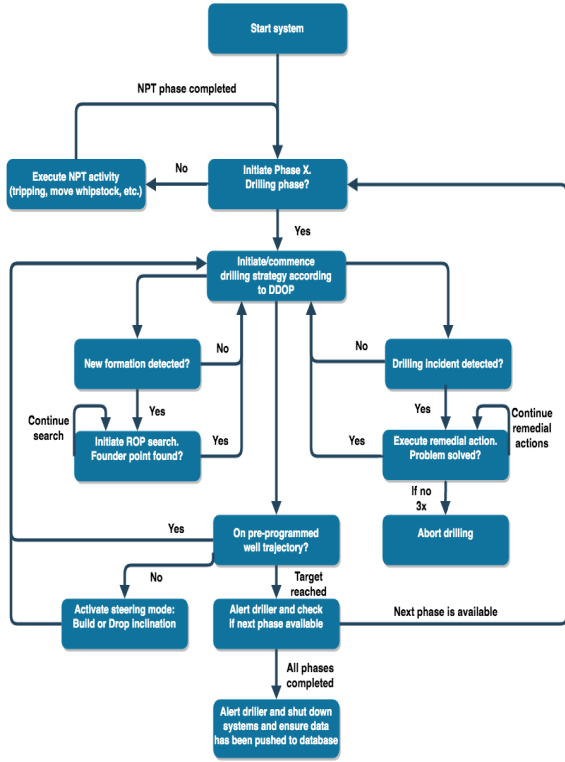 Start system
NPT phase completed
Execute NPT activity
(tripping, move whipstock, etc.)
No
Initiate Phase X.
Drilling phase?
Yes
Initiate/commence
drilling strategy according
to DDOP
New formation detected?
No
Yes
Continue
search
Initiate ROP search.
Founder point found?
Yes
No
Drilling incident detected?
Yes
Continue
remedial
actions
Yes
Execute remedial action.
Problem solved?
If no
3x
Abort drilling
Yes
On pre-programmed
well trajectory?
No
Target
reached
Activate steering mode:
Build or Drop inclination
Alert driller and check
if next phase available
Next phase is available
All phases
completed
Alert driller and shut down
systems and ensure data
has been pushed to database